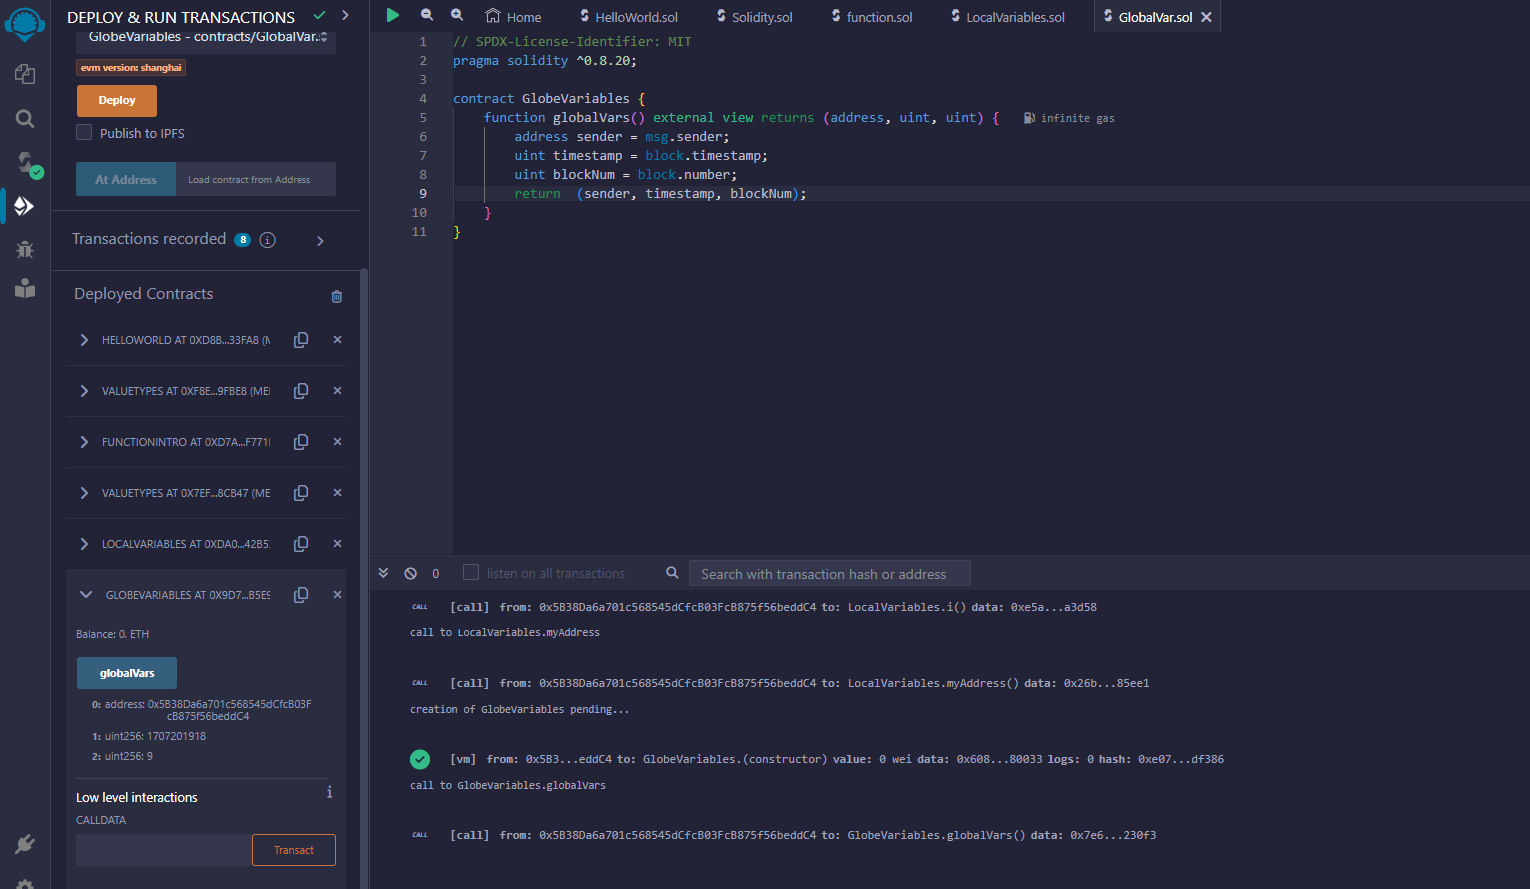 DEPLOY & RUN TRANSACTIONS
GlobeVariables - contracts/GlobalVar...
evm version: shanghai
Deploy
Publish to IPFS
At Address
Load contract from Address
Transactions recorded 8 i
Deployed Contracts
HELLOWORLD AT 0XD8B...33FA8 (M
VALUETYPES AT 0XF8E...9FBE8 (MEM
FUNCTIONINTRO AT 0XD7A...F771
VALUETYPES AT 0X7EF...8CB47 (ME
LOCALVARIABLES AT 0XDA0...42B5
GLOBEVARIABLES AT 0X9D7...B5E9
Balance: 0. ETH
globalVars
0: address: 0x5B38Da6a701c568545dCfcB03F
cB875f56beddC4
1: uint256: 1707201918
2: uint256: 9
Low level interactions i
CALLDATA
Transact
Home
HelloWorld.sol
Solidity.sol
function.sol
LocalVariables.sol
GlobalVar.sol
1 // SPDX-License-Identifier: MIT
2 pragma solidity ^0.8.20;
3
4 contract GlobeVariables {
5 function globalVars() external view returns (address, uint, uint) { infinite gas
6 address sender = msg.sender;
7 uint timestamp = block.timestamp;
8 uint blockNum = block.number;
9 return (sender, timestamp, blockNum);
10 }
11 }
0
listen on all transactions
Search with transaction hash or address
CALL [call] from: 0x5B38Da6a701c568545dCfcB03FcB875f56beddC4 to: LocalVariables.i() data: 0xe5a...a3d58
call to LocalVariables.myAddress
CALL [call] from: 0x5B38Da6a701c568545dCfcB03FcB875f56beddC4 to: LocalVariables.myAddress() data: 0x26b...85ee1
creation of GlobeVariables pending...
[vm] from: 0x5B3...eddC4 to: GlobeVariables.(constructor) value: 0 wei data: 0x608...80033 logs: 0 hash: 0xe07...df386
call to GlobeVariables.globalVars
CALL [call] from: 0x5B38Da6a701c568545dCfcB03FcB875f56beddC4 to: GlobeVariables.globalVars() data: 0x7e6...230f3